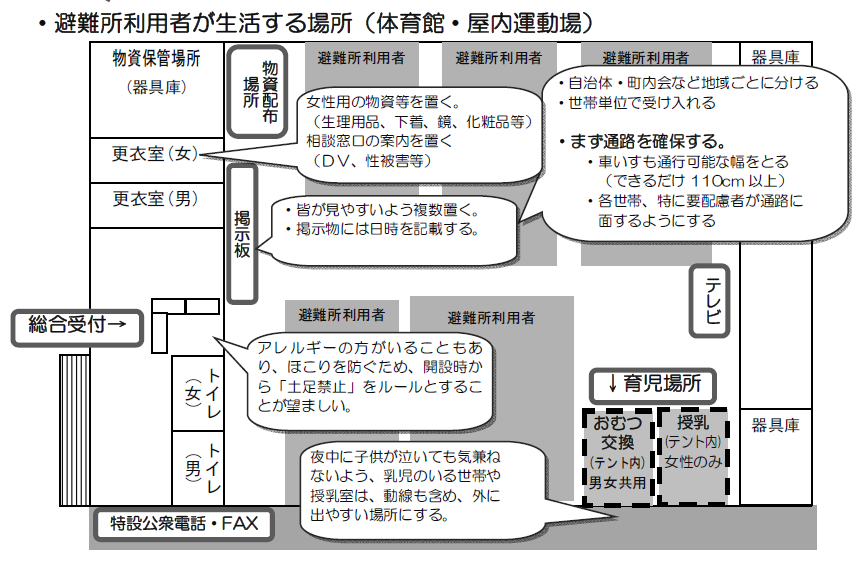 ・避難所利用者が生活する場所（体育館・屋内運動場）
物資保管場所
（器具庫）
物資配布
場所
避難所利用者
避難所利用者
避難所利用者
器具庫
女性用の物資等を置く。
（生理用品、下着、鏡、化粧品等）
相談窓口の案内を置く
（ＤＶ、性被害等）
・自治体・町内会など地域ごとに分ける
・世帯単位で受け入れる
・まず通路を確保する。
・車いすも通行可能な幅をとる
（できるだけ 110cm 以上）
・各世帯、特に要配慮者が通路に
面するようにする
更衣室（女）
更衣室（男）
掲示板
・皆が見やすいよう複数置く。
・掲示物には日時を記載する。
テレビ
総合受付→
避難所利用者
避難所利用者
アレルギーの方がいることもあ
り、ほこりを防ぐため、開設時か
ら「土足禁止」をルールとするこ
とが望ましい。
トイレ
（女）
トイレ
（男）
↓育児場所
おむつ
交換
（テント内）
男女共用
授乳
（テント内）
女性のみ
器具庫
夜中に子供が泣いても気兼ね
ないよう、乳児のいる世帯や
授乳室は、動線も含め、外に
出やすい場所にする。
特設公衆電話・FAX